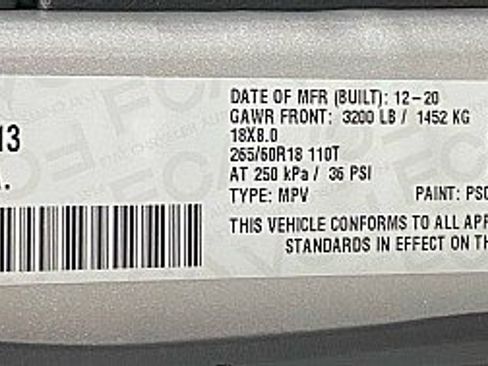 13
.
DATE OF MFR (BUILT): 12-20
GAWR FRONT: 3200 LB / 1452 KG
18X8.0
265/60R18 110T
AT 250 kPa / 36 PSI
TYPE: MPV PAINT: PSC
THIS VEHICLE CONFORMS TO ALL APP
STANDARDS IN EFFECT ON TH